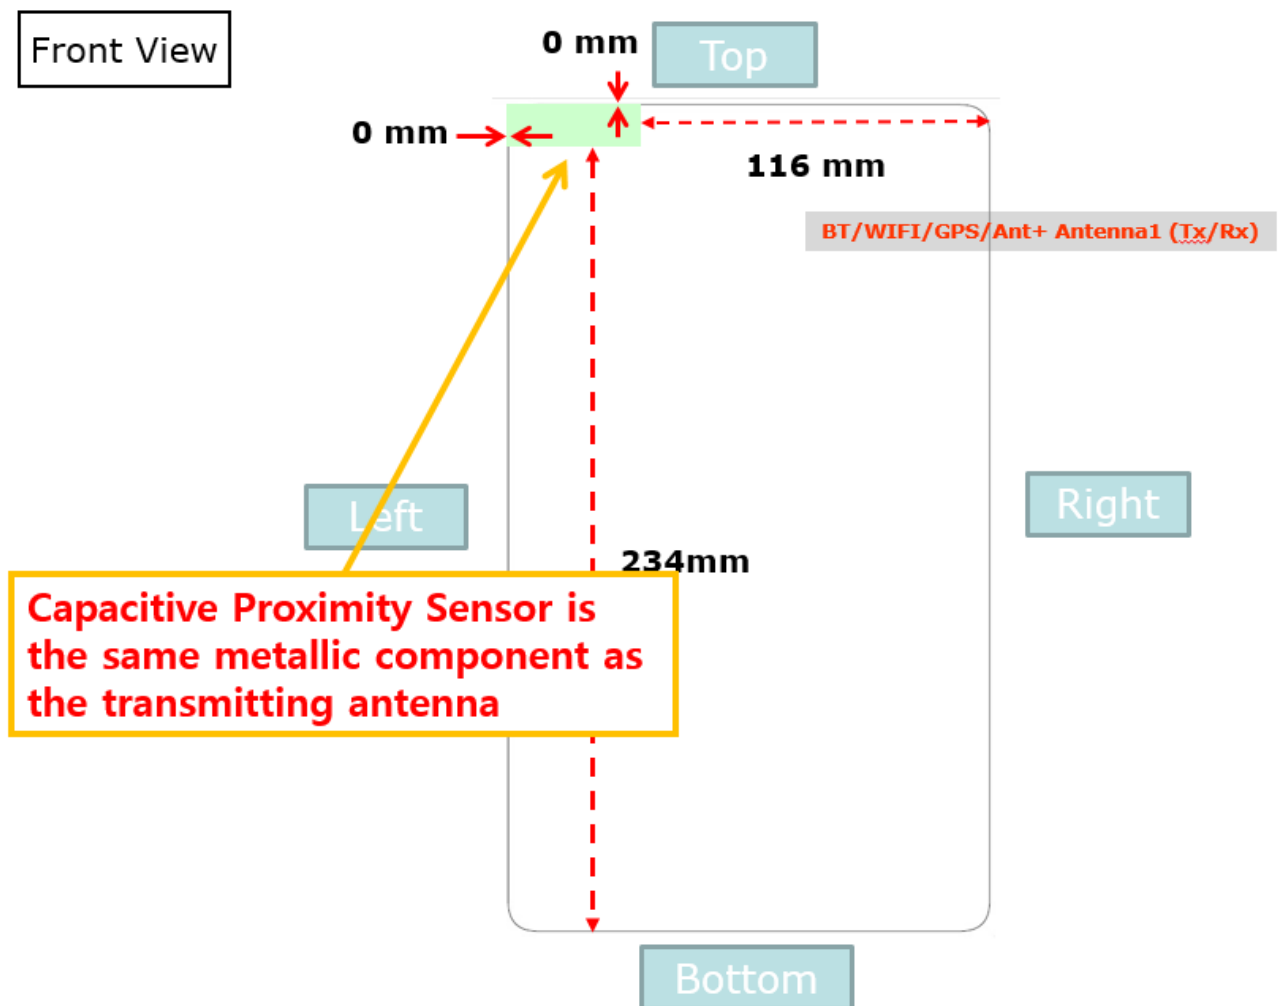 Front View
0 mm
Top
0 mm
116 mm
BT/WIFI/GPS/Ant+ Antenna1 (Tx/Rx)
Left
Right
234mm
Capacitive Proximity Sensor is
the same metallic component as
the transmitting antenna
Bottom